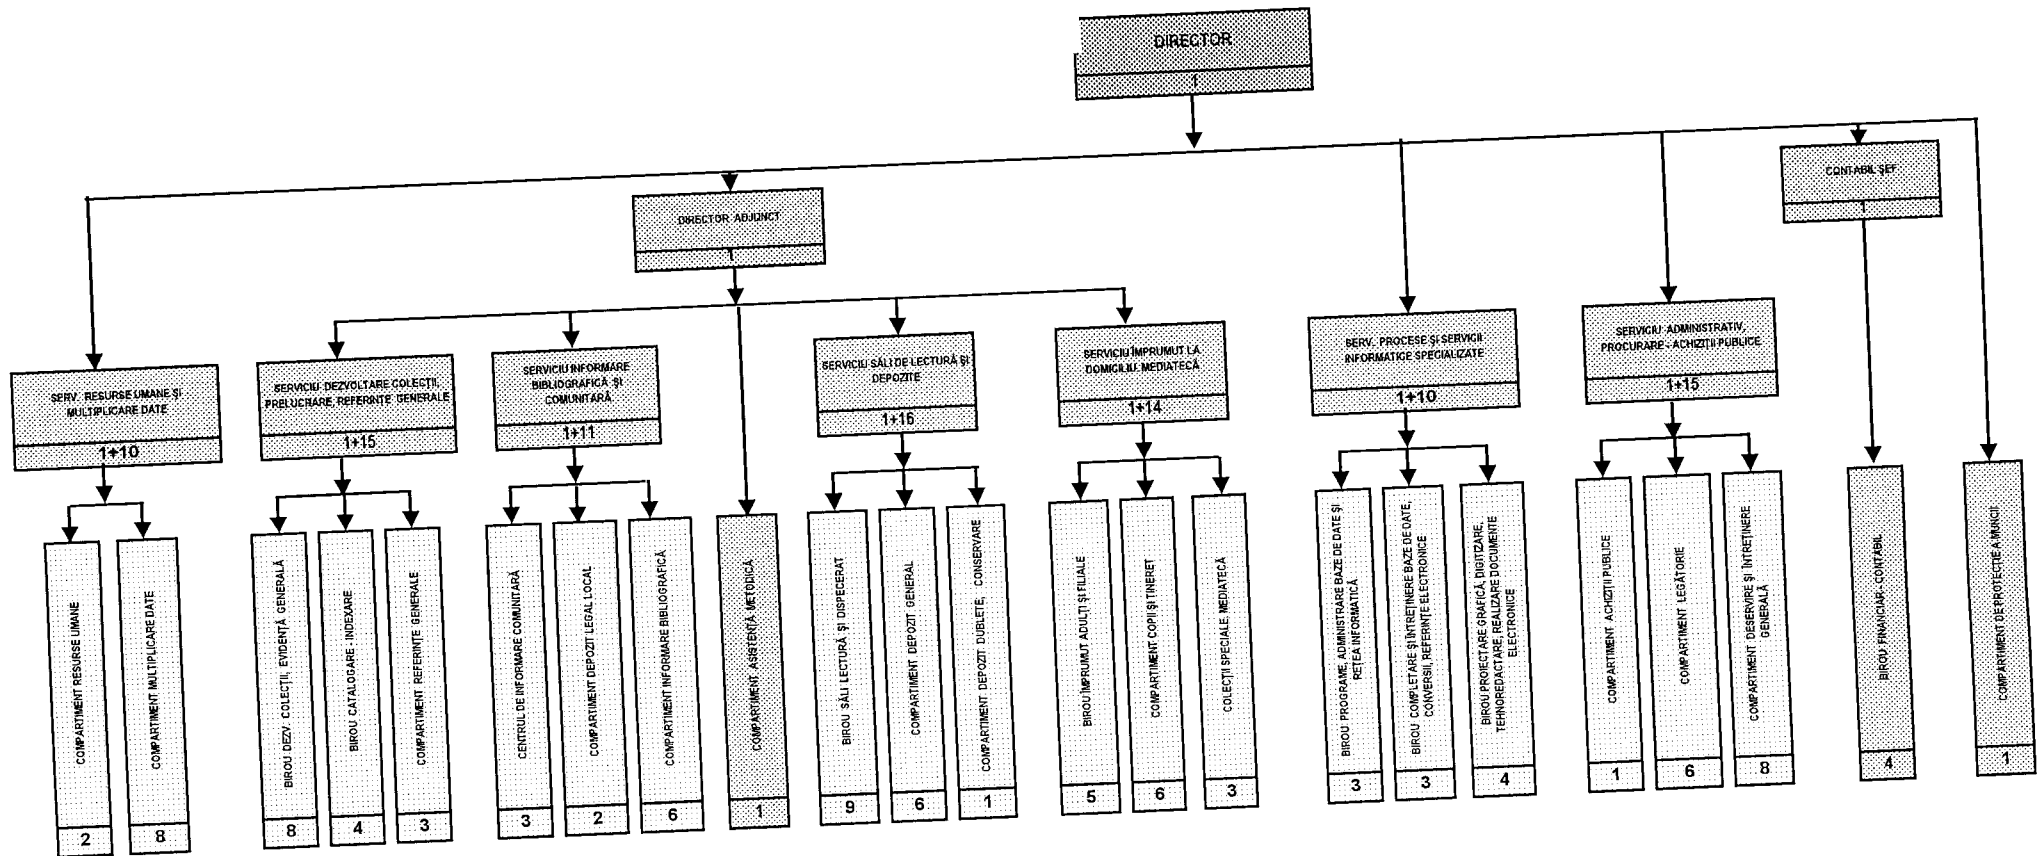 DIRECTOR
1
CONTABIL ŞEF
1
DIRECTOR ADJUNCT
1
SERV. RESURSE UMANE ŞI
MULTIPLICARE DATE
1+10
SERVICIU DEZVOLTARE COLECŢII,
PRELUCRARE, REFERINŢE GENERALE
1+15
SERVICIU INFORMARE
BIBLIOGRAFICĂ ŞI
COMUNITARĂ
1+11
SERVICIU SĂLI DE LECTURĂ ŞI
DEPOZITE
1+16
SERVICIU ÎMPRUMUT LA
DOMICILIU. MEDIATECĂ
1+14
SERV. PROCESE ŞI SERVICII
INFORMATICE SPECIALIZATE
1+10
SERVICIU ADMINISTRATIV,
PROCURARE - ACHIZIŢII PUBLICE
1+15
COMPARTIMENT RESURSE UMANE
2
COMPARTIMENT MULTIPLICARE DATE
8
BIROU DEZV. COLECŢII, EVIDENŢĂ GENERALĂ
8
BIROU CATALOGARE - INDEXARE
4
COMPARTIMENT REFERINŢE GENERALE
3
CENTRUL DE INFORMARE COMUNITARĂ
3
COMPARTIMENT DEPOZIT LEGAL LOCAL
2
COMPARTIMENT INFORMARE BIBLIOGRAFICĂ
6
COMPARTIMENT ASISTENŢĂ METODICĂ
1
BIROU SĂLI LECTURĂ ŞI DISPECERAT
9
COMPARTIMENT DEPOZIT GENERAL
6
COMPARTIMENT DEPOZIT DUBLETE, CONSERVARE
1
BIROU ÎMPRUMUT ADULŢI ŞI FILIALE
5
COMPARTIMENT COPII ŞI TINERET
6
COLECŢII SPECIALE. MEDIATECĂ
3
BIROU PROGRAME, ADMINISTRARE BAZE DE DATE ŞI
REŢEA INFORMATICĂ
3
BIROU COMPLETARE ŞI ÎNTREŢINERE BAZE DE DATE,
CONVERSII, REFERINŢE ELECTRONICE
3
BIROU PROIECTARE GRAFICĂ, DIGITIZARE,
TEHNOREDACTARE, REALIZARE DOCUMENTE
ELECTRONICE
4
COMPARTIMENT ACHIZIŢII PUBLICE
1
COMPARTIMENT LEGĂTORIE
6
COMPARTIMENT DESERVIRE ŞI ÎNTREŢINERE
GENERALĂ
8
BIROU FINANCIAR - CONTABIL
4
COMPARTIMENT DE PROTECŢIE A MUNCII
1